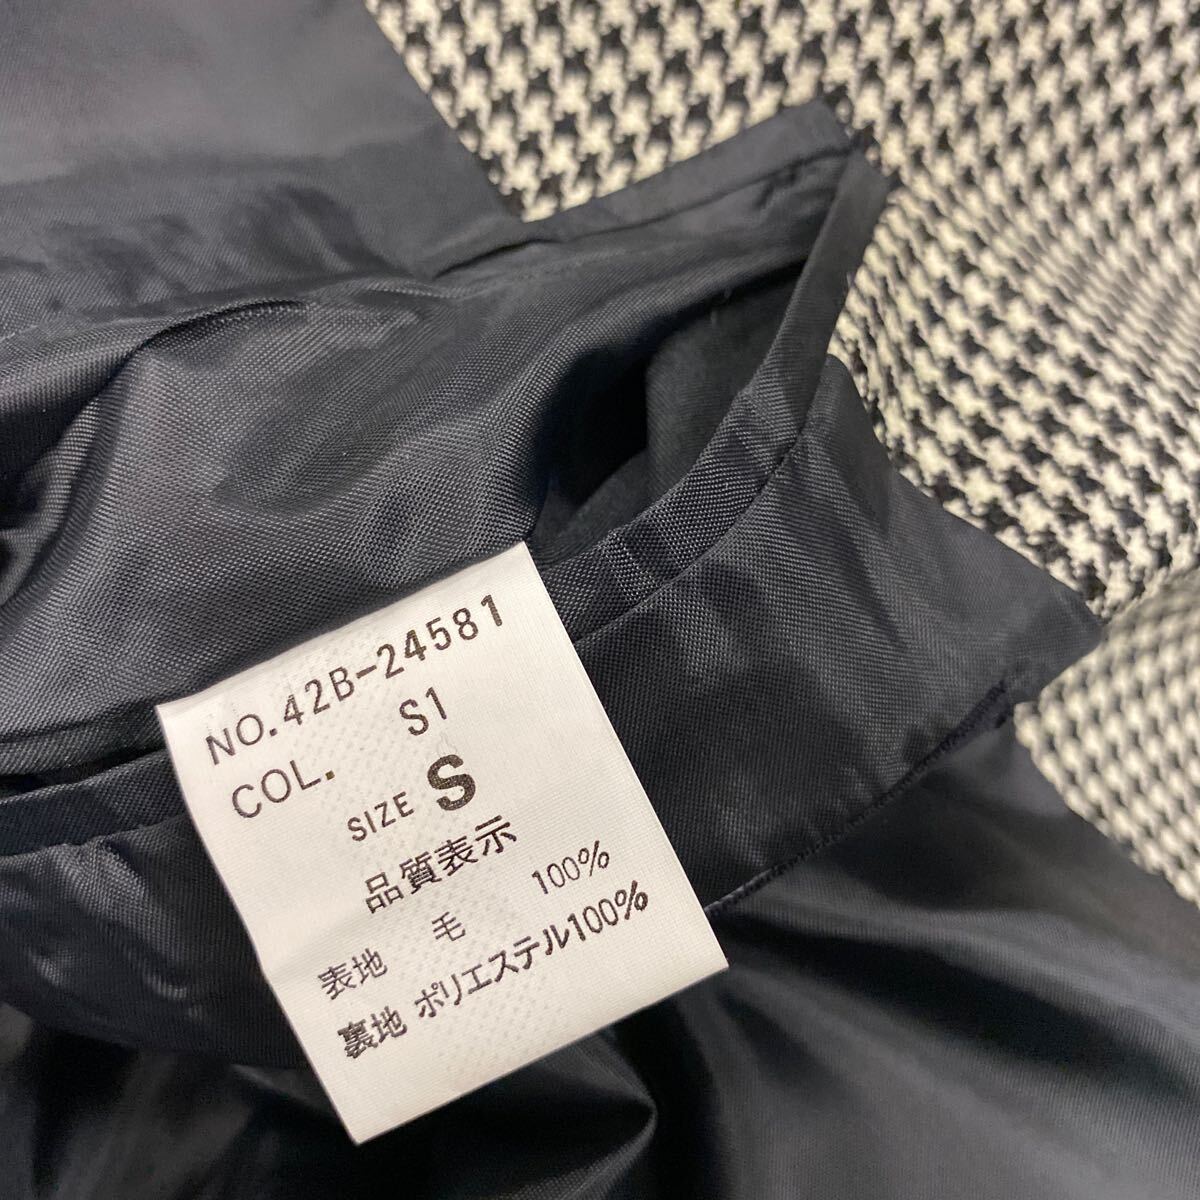 NO.42B-24581
COL. S1
SIZE S
品質表示
表地 毛 100%
裏地 ポリエステル100%